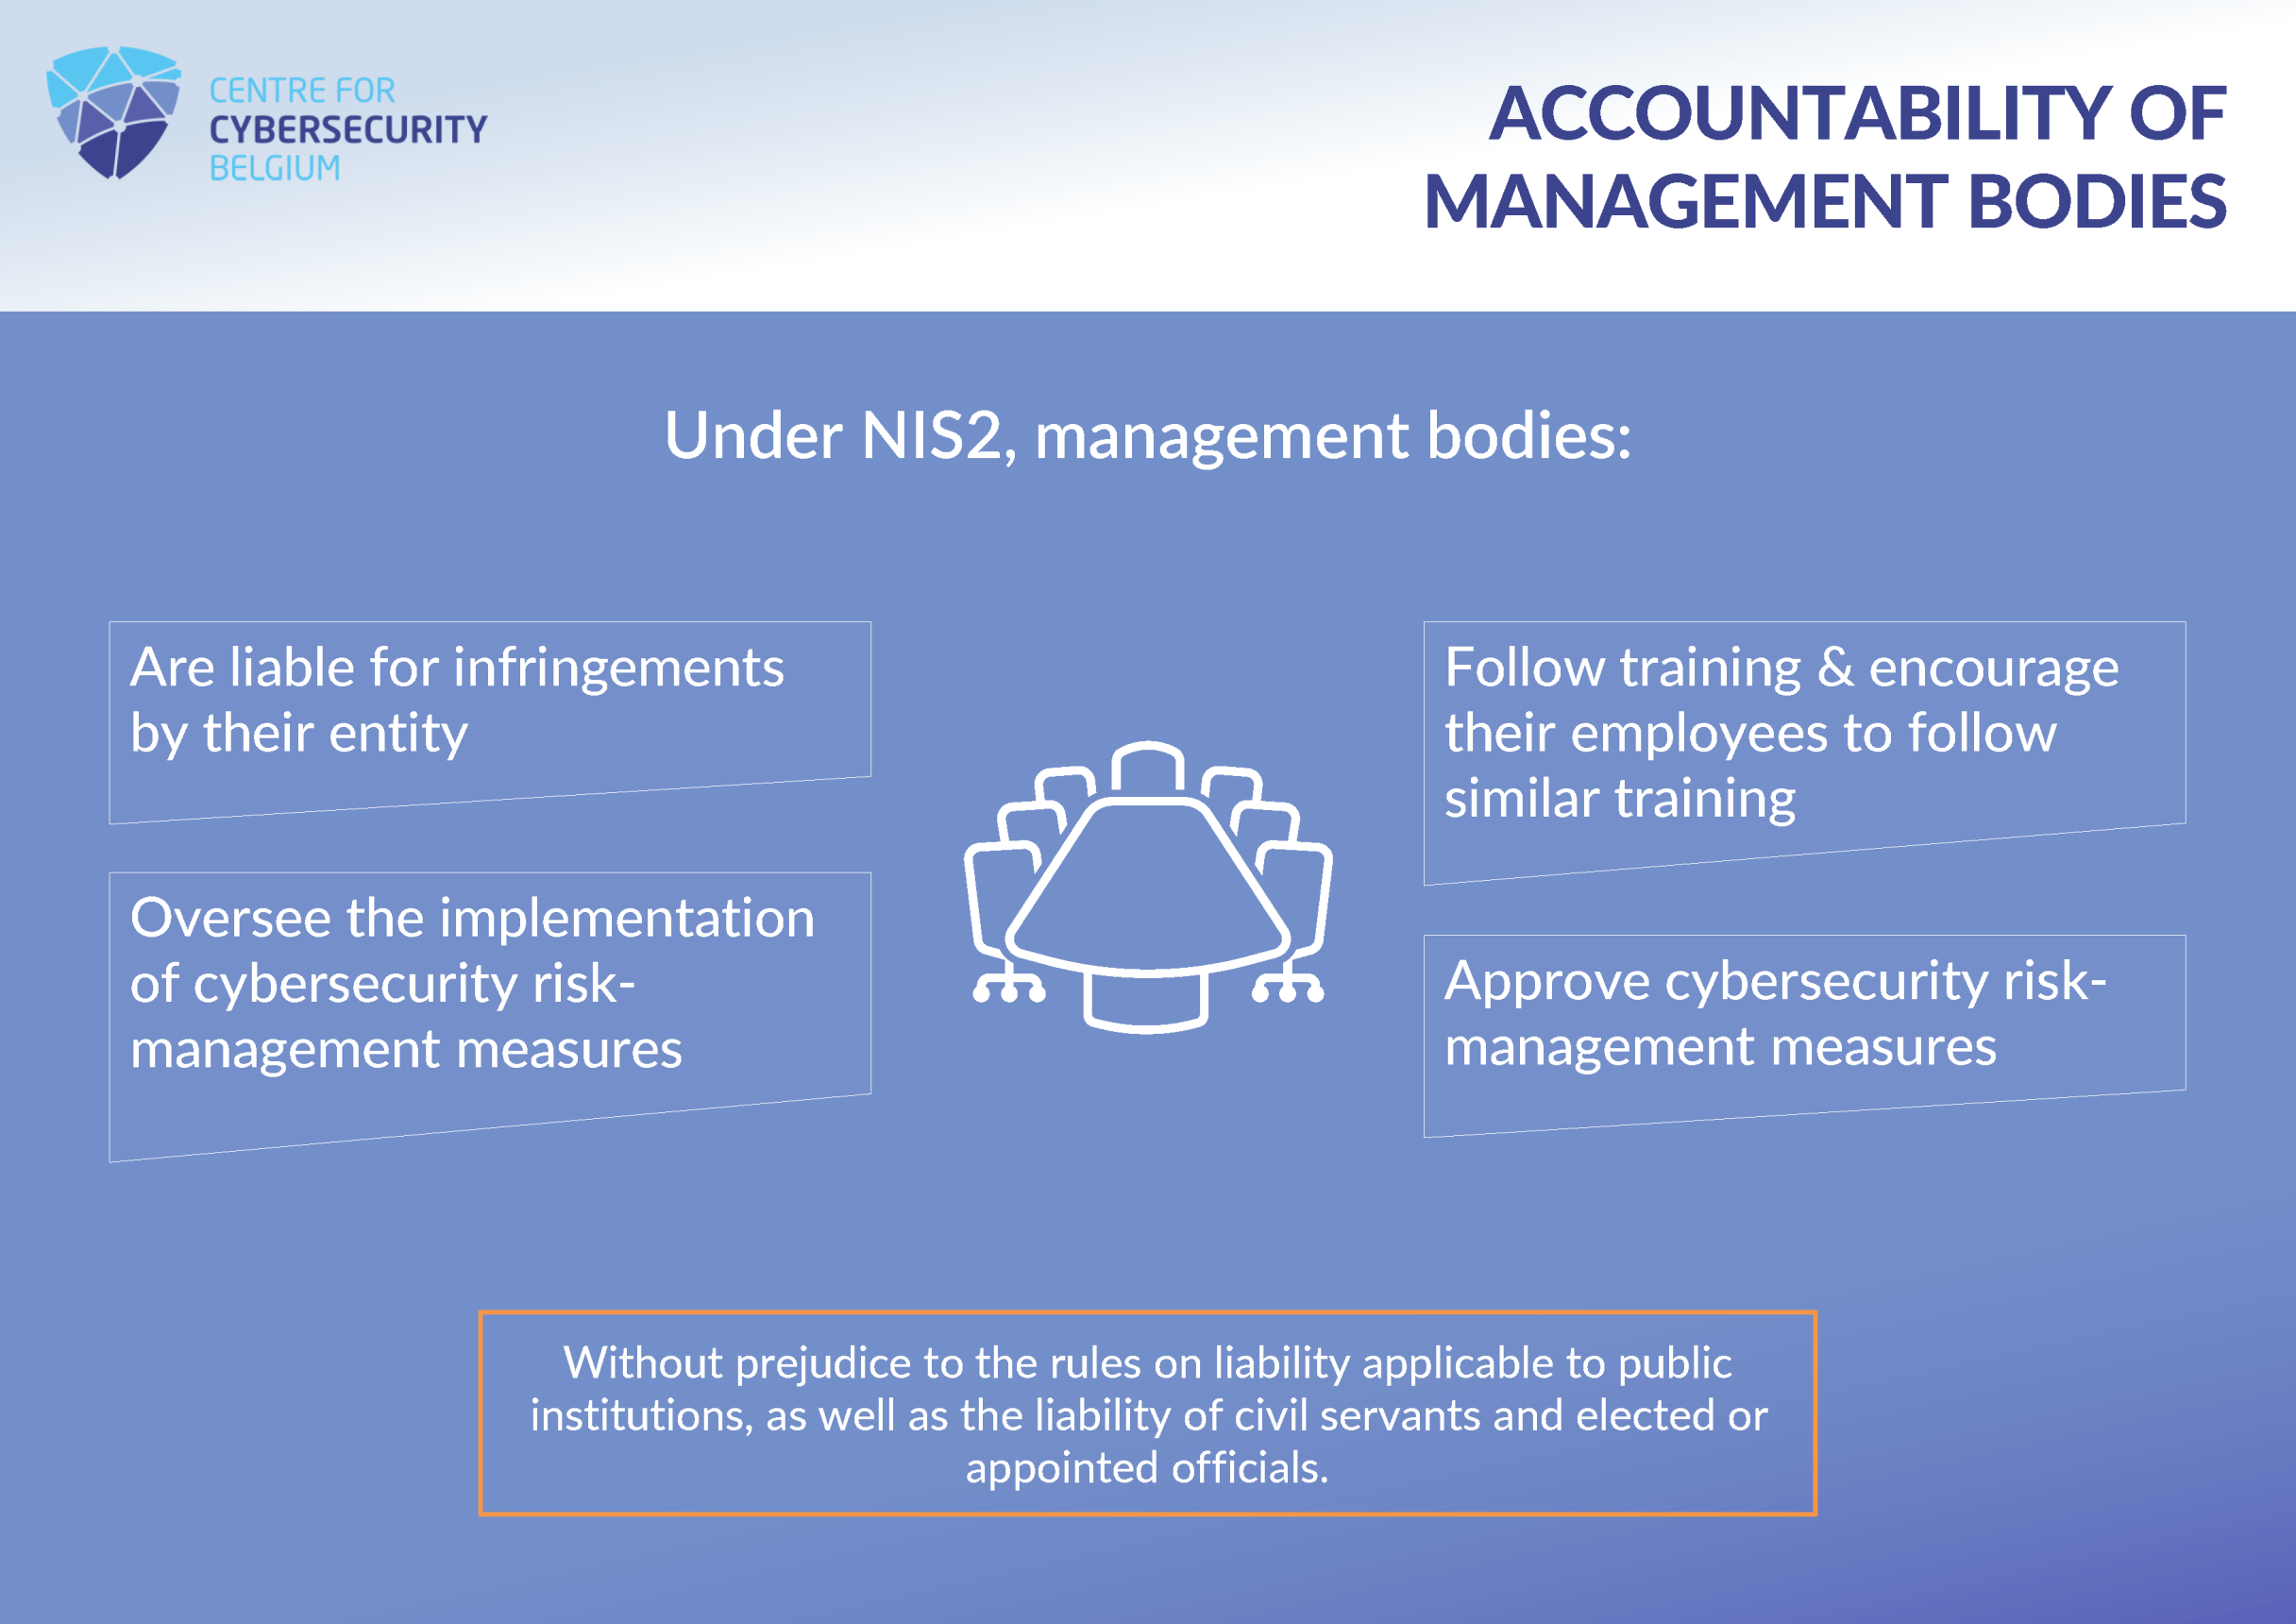 CENTRE FOR
CYBERSECURITY
BELGIUM
ACCOUNTABILITY OF
MANAGEMENT BODIES
Under NIS2, management bodies:
Are liable for infringements
by their entity
Oversee the implementation
of cybersecurity risk-
management measures
Follow training & encourage
their employees to follow
similar training
Approve cybersecurity risk-
management measures
Without prejudice to the rules on liability applicable to public
institutions, as well as the liability of civil servants and elected or
appointed officials.